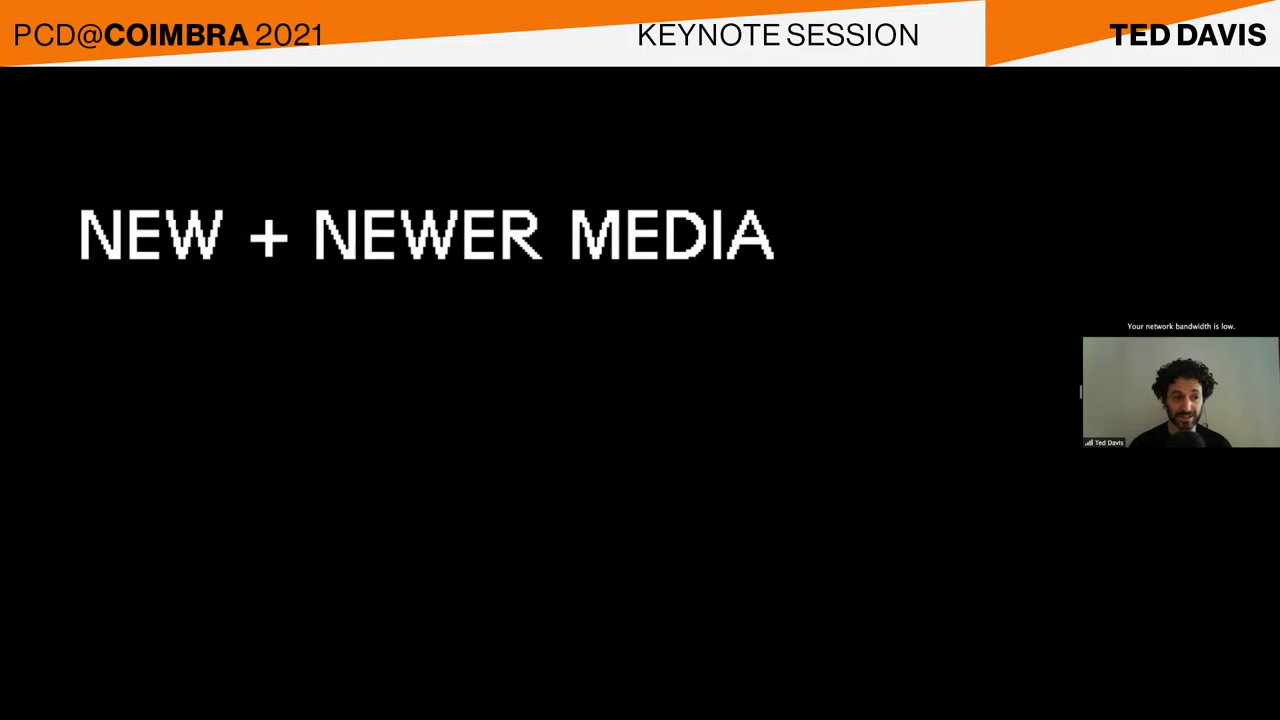 PCD@COIMBRA 2021
KEYNOTE SESSION
TED DAVIS
NEW + NEWER MEDIA
Your network bandwidth is low.
Ted Davis